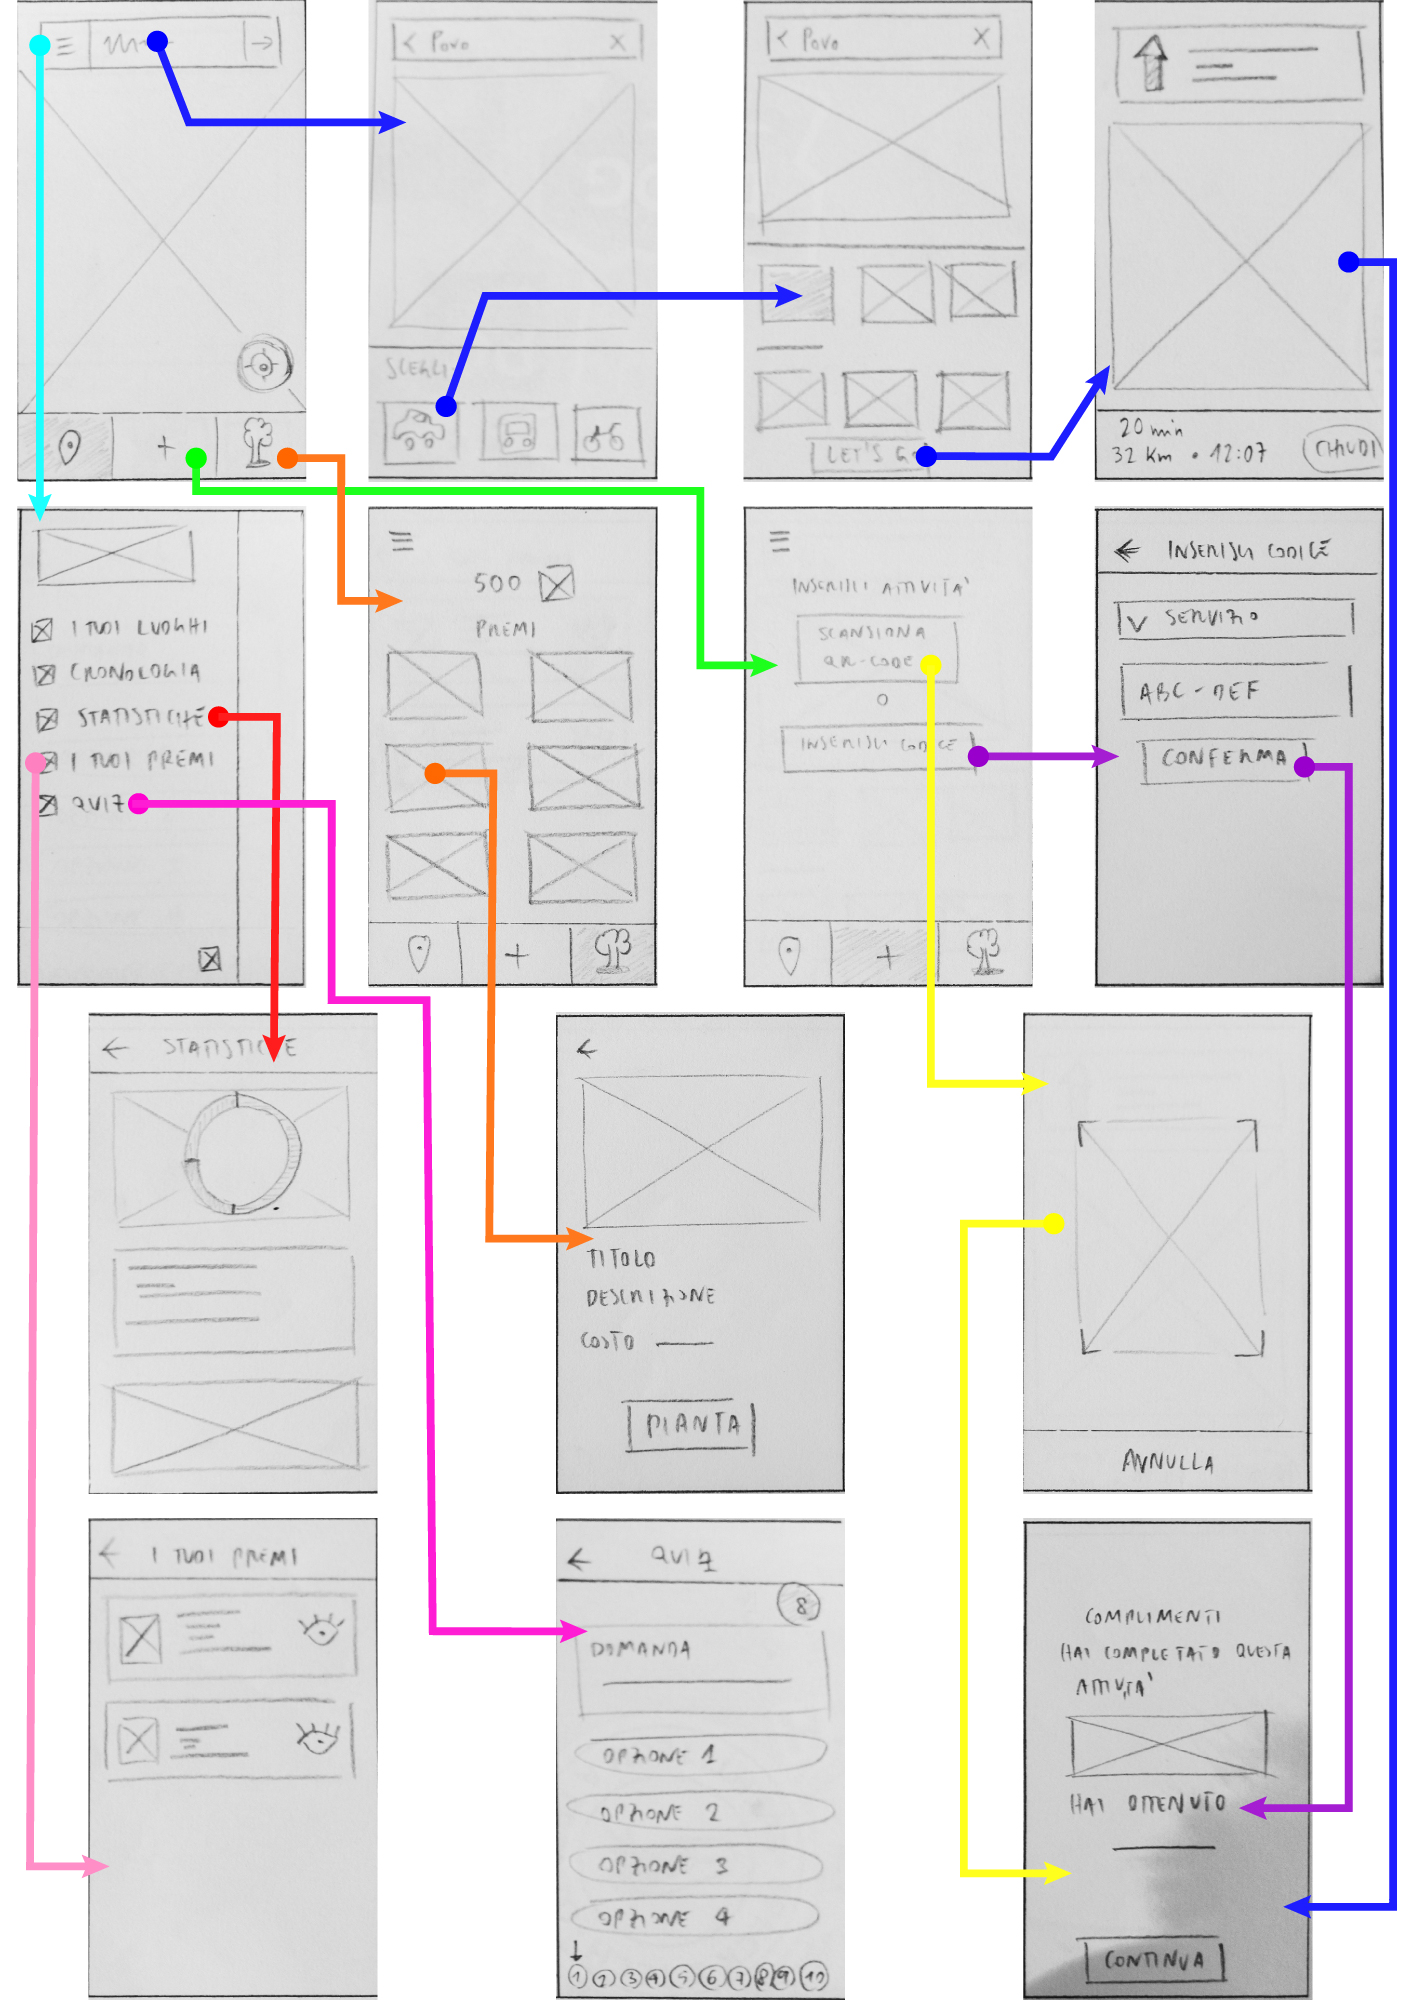 < Povo X
SCEGLI
< Povo X
LET'S G
20 min
32 Km • 12:07
CHIUDI
I TUOI LUOGHI
CRONOLOGIA
STATISTICHE
I TUOI PREMI
QUIZ
500
PREMI
+
INSERISCI ATTIVITA'
SCANSIONA
QR-CODE
O
INSERISCI CODICE
+
← INSERISCI CODICE
SERVIZIO
ABC-DEF
CONFERMA
← STATISTICHE
←
TITOLO
DESCRIZIONE
COSTO
PIANTA
ANNULLA
← I TUOI PREMI
← QUIZ
8
DOMANDA
OPZIONE 1
OPZIONE 2
OPZIONE 3
OPZIONE 4
1 2 3 4 5 6 7 8 9 10
COMPLIMENTI
HAI COMPLETATO QUESTA
ATTIVITA'
HAI OTTENUTO
CONTINUA